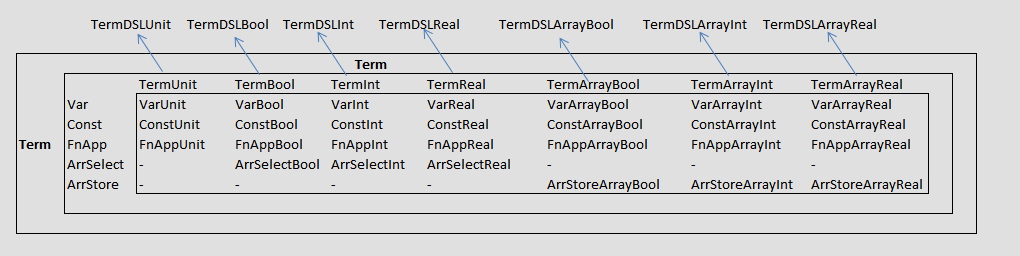 TermDSLUnit TermDSLBool TermDSLInt TermDSLReal TermDSLArrayBool TermDSLArrayInt TermDSLArrayReal
Term
TermUnit TermBool TermInt TermReal TermArrayBool TermArrayInt TermArrayReal
Var VarUnit VarBool VarInt VarReal VarArrayBool VarArrayInt VarArrayReal
Const ConstUnit ConstBool ConstInt ConstReal ConstArrayBool ConstArrayInt ConstArrayReal
Term FnApp FnAppUnit FnAppBool FnAppInt FnAppReal FnAppArrayBool FnAppArrayInt FnAppArrayReal
ArrSelect - ArrSelectBool ArrSelectInt ArrSelectReal - - -
ArrStore - - - - ArrStoreArrayBool ArrStoreArrayInt ArrStoreArrayReal